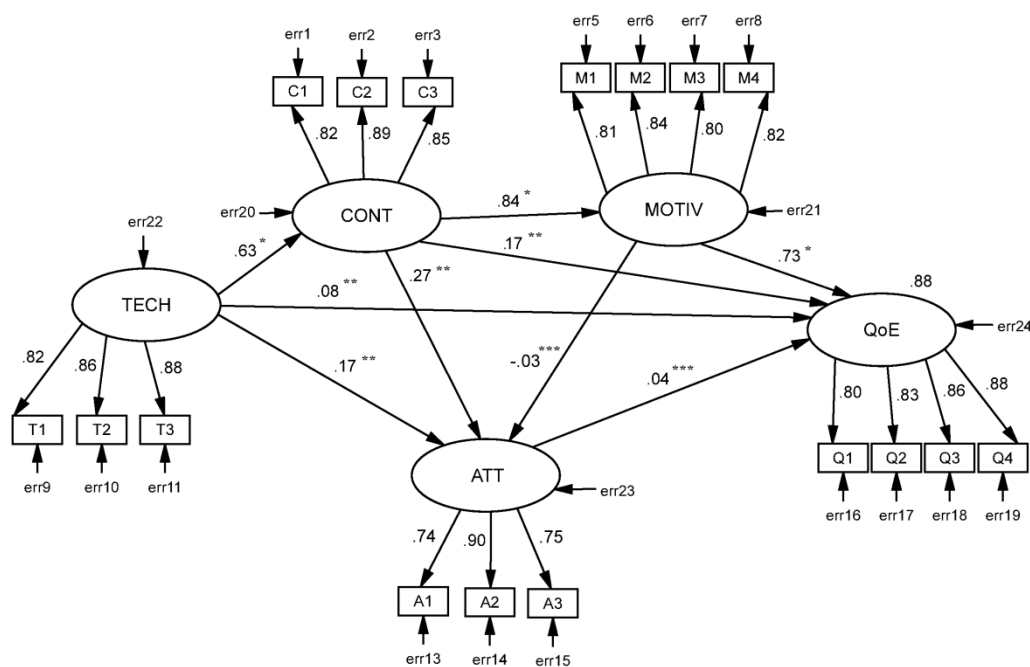 err1 err2 err3
err5 err6 err7 err8
C1 C2 C3
M1 M2 M3 M4
.82 .89 .85
.81 .84 .80 .82
err20 CONT .84 * MOTIV err21
err22
.63 * .17 ** .73 *
.27 **
TECH .08 ** .88
QoE err24
.82 .86 .88
.17 ** -.03 *** .04 ***
.80 .83 .86 .88
T1 T2 T3
err9 err10 err11
ATT err23
Q1 Q2 Q3 Q4
err16 err17 err18 err19
.74 .90 .75
A1 A2 A3
err13 err14 err15